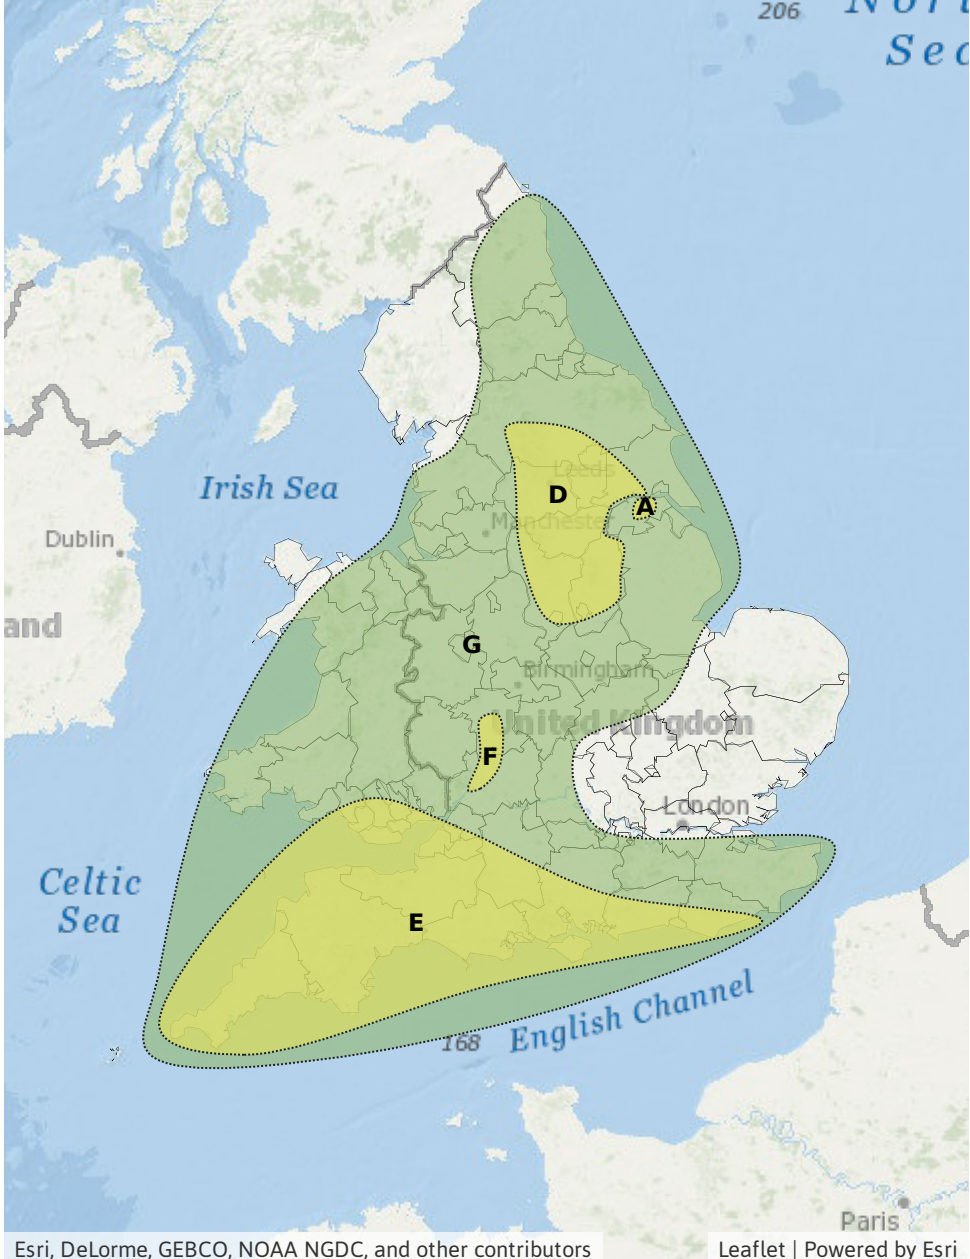 206
Nort
Sea
Leeds
D
A
Irish Sea
Manchester
Dublin
and
G
Birmingham
United Kingdom
F
London
Celtic
Sea
E
English Channel
168
Paris
Esri, DeLorme, GEBCO, NOAA NGDC, and other contributors
Leaflet | Powered by Esri